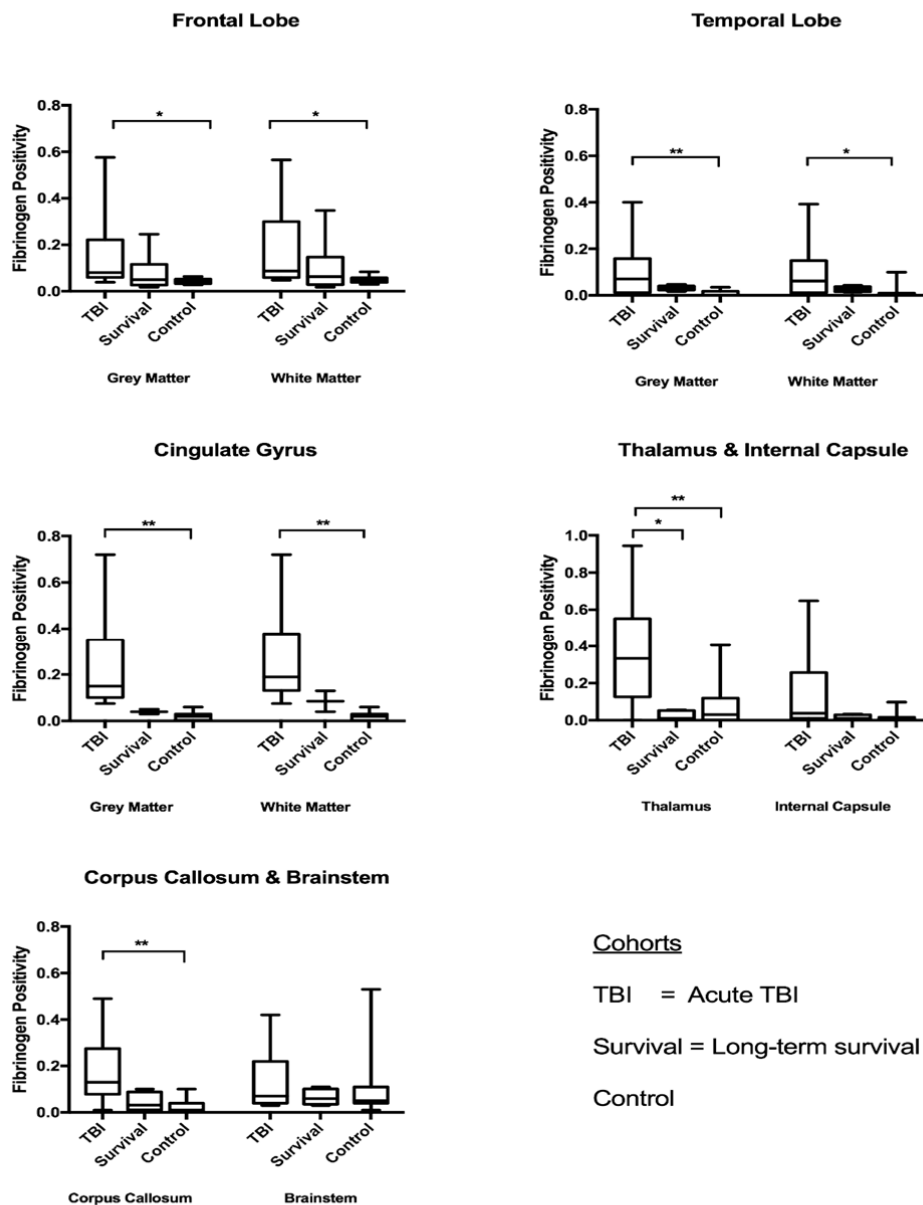 Frontal Lobe
Fibrinogen Positivity
0.8
0.6
0.4
0.2
0.0
*
*
TBI
Survival
Control
TBI
Survival
Control
Grey Matter
White Matter
Temporal Lobe
Fibrinogen Positivity
0.8
0.6
0.4
0.2
0.0
**
*
TBI
Survival
Control
TBI
Survival
Control
Grey Matter
White Matter
Cingulate Gyrus
Fibrinogen Positivity
0.8
0.6
0.4
0.2
0.0
**
**
TBI
Survival
Control
TBI
Survival
Control
Grey Matter
White Matter
Thalamus & Internal Capsule
Fibrinogen Positivity
1.0
0.8
0.6
0.4
0.2
0.0
**
*
TBI
Survival
Control
TBI
Survival
Control
Thalamus
Internal Capsule
Corpus Callosum & Brainstem
Fibrinogen Positivity
0.8
0.6
0.4
0.2
0.0
**
TBI
Survival
Control
TBI
Survival
Control
Corpus Callosum
Brainstem
Cohorts
TBI = Acute TBI
Survival = Long-term survival
Control